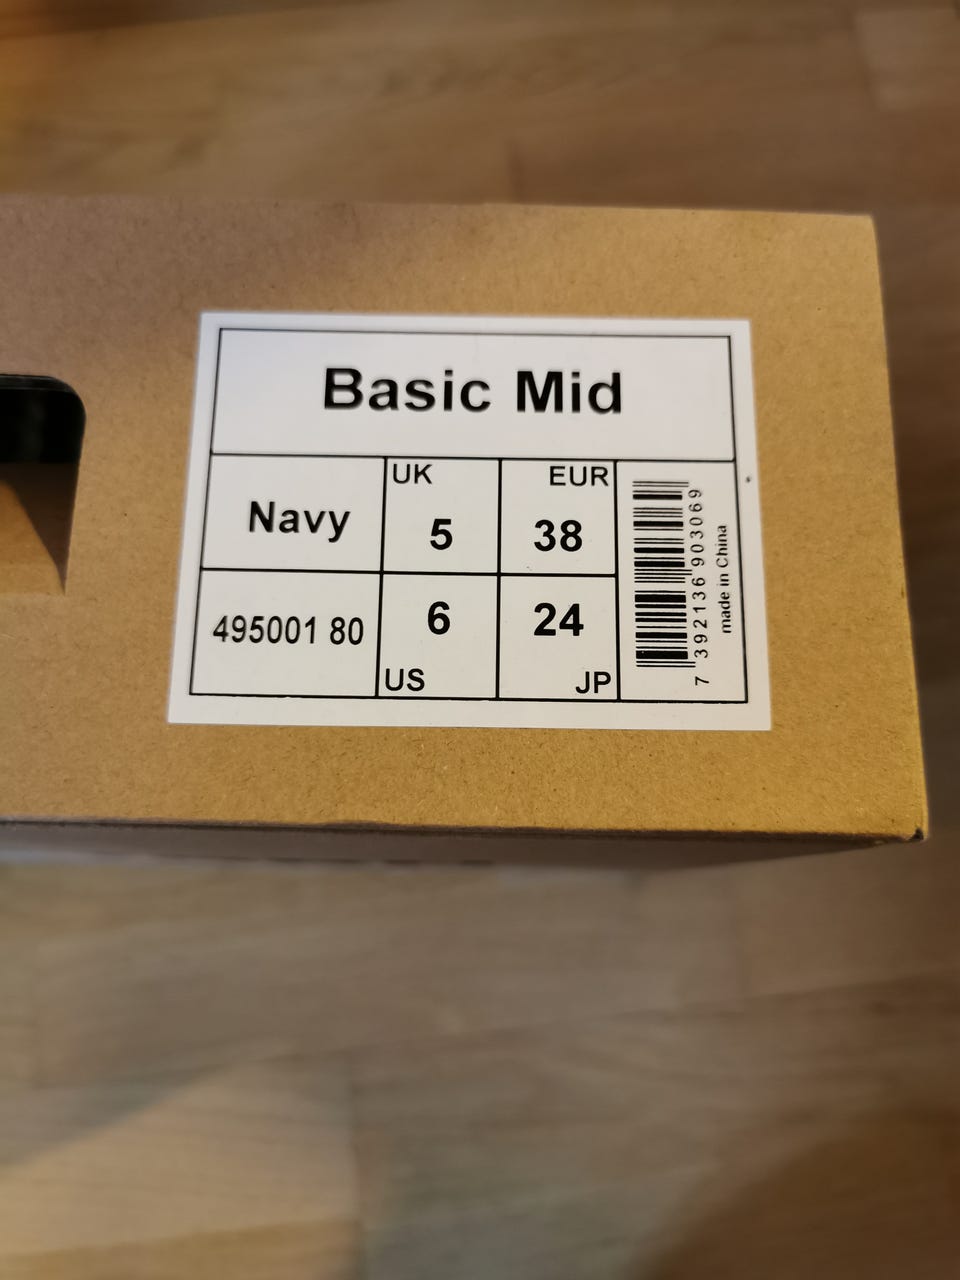 Basic Mid
Navy
UK
5
EUR
38
495001 80
6
US
24
JP
7 392136 903069
made in China